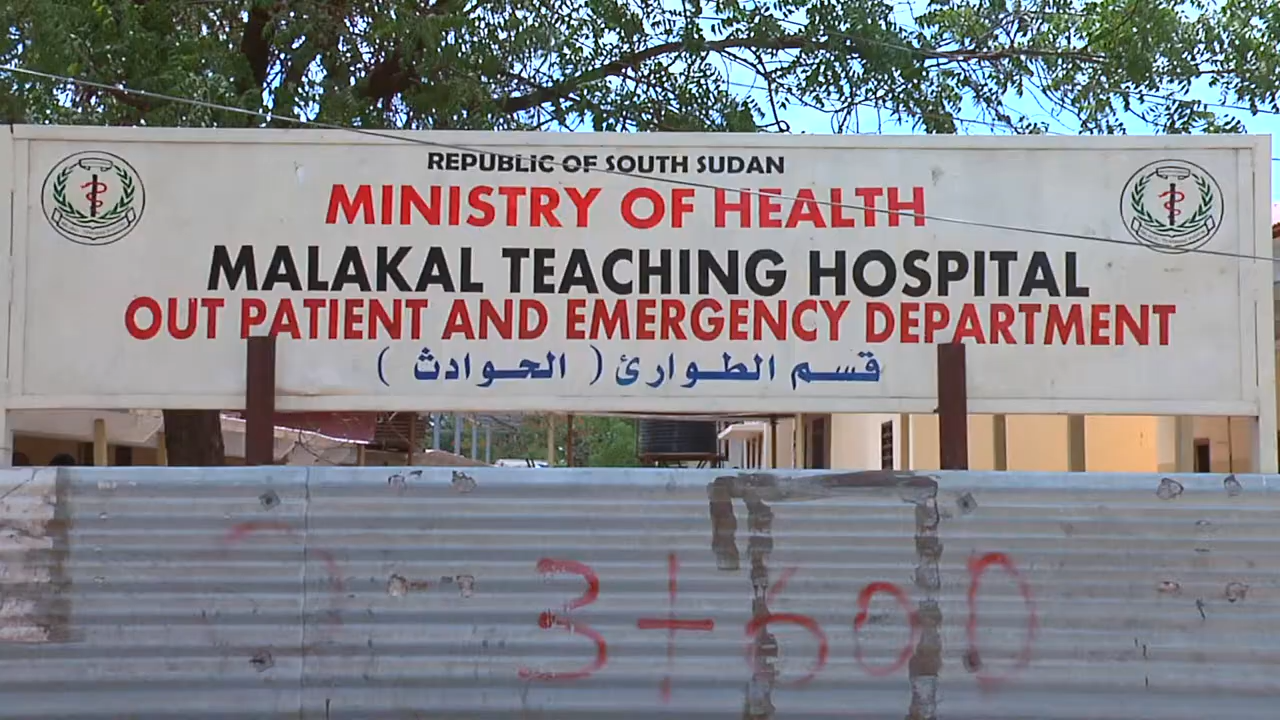 REPUBLIC OF SOUTH SUDAN
MINISTRY OF HEALTH
MALAKAL TEACHING HOSPITAL
OUT PATIENT AND EMERGENCY DEPARTMENT
قسم الطوارئ ( الحوادث )
3+600